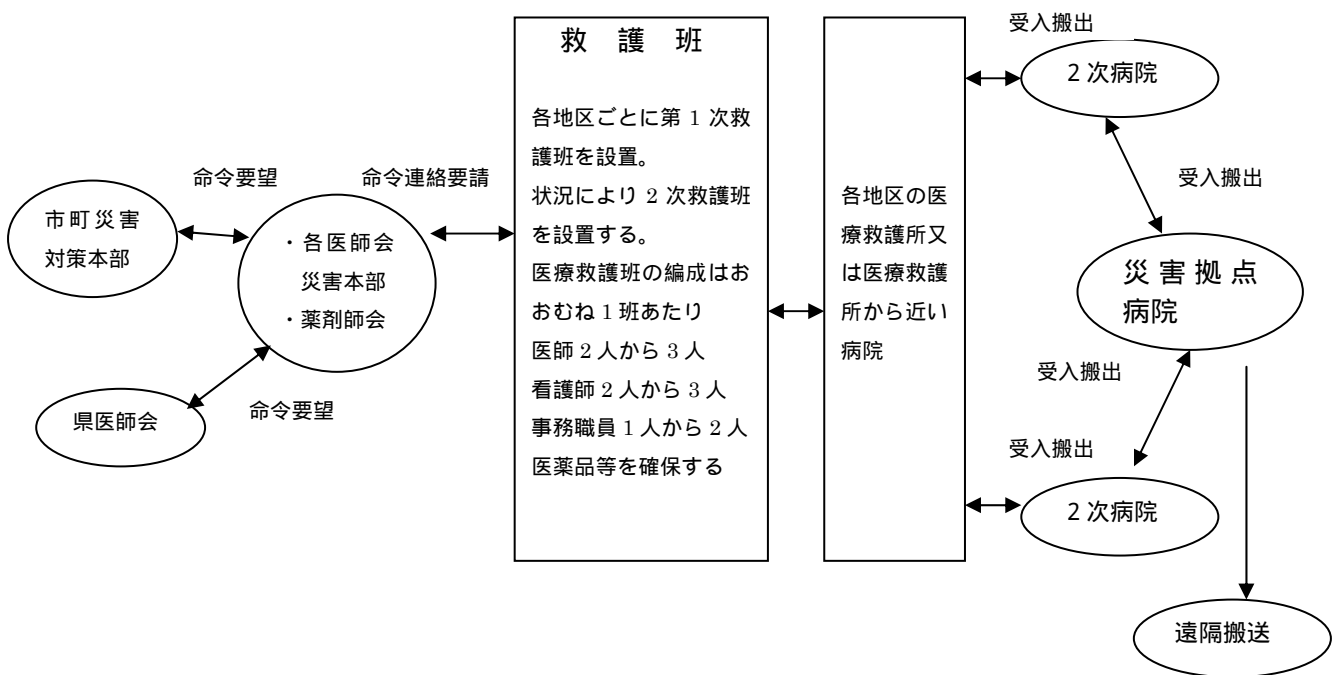 市町災害
対策本部
命令要望
・各医師会
災害本部
・薬剤師会
県医師会
命令要望
命令連絡要請
救護班
各地区ごとに第1次救
護班を設置。
状況により2次救護班
を設置する。
医療救護班の編成はお
おむね1班あたり
医師2人から3人
看護師2人から3人
事務職員1人から2人
医薬品等を確保する
各地区の医
療救護所又
は医療救護
所から近い
病院
受入搬出
2次病院
受入搬出
災害拠点
病院
受入搬出
受入搬出
2次病院
遠隔搬送